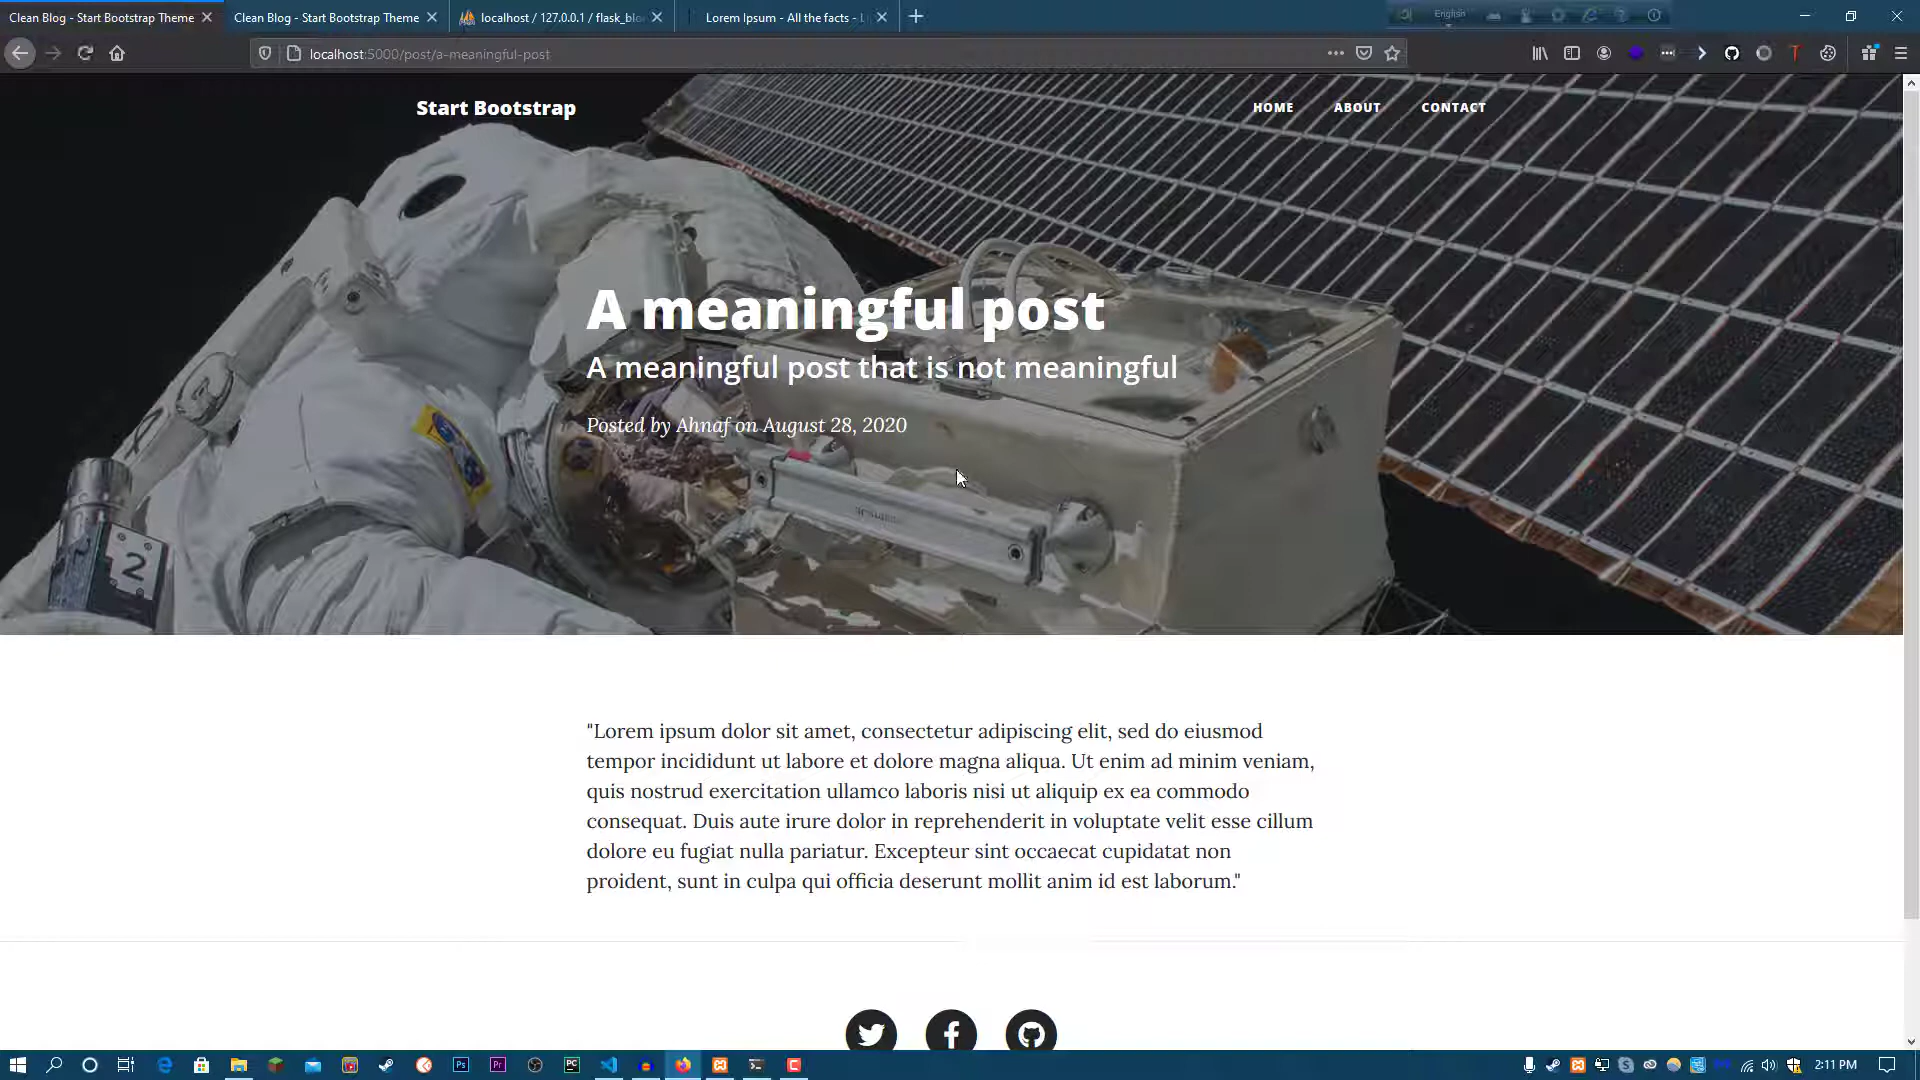 Clean Blog - Start Bootstrap Theme
Clean Blog - Start Bootstrap Theme
localhost / 127.0.0.1 / flask_blo
Lorem Ipsum - All the facts - L
English
localhost:5000/post/a-meaningful-post
Start Bootstrap
HOME
ABOUT
CONTACT
A meaningful post
A meaningful post that is not meaningful
Posted by Ahnaf on August 28, 2020
2
"Lorem ipsum dolor sit amet, consectetur adipiscing elit, sed do eiusmod
tempor incididunt ut labore et dolore magna aliqua. Ut enim ad minim veniam,
quis nostrud exercitation ullamco laboris nisi ut aliquip ex ea commodo
consequat. Duis aute irure dolor in reprehenderit in voluptate velit esse cillum
dolore eu fugiat nulla pariatur. Excepteur sint occaecat cupidatat non
proident, sunt in culpa qui officia deserunt mollit anim id est laborum."
Ps
Pr
PC
2:11 PM